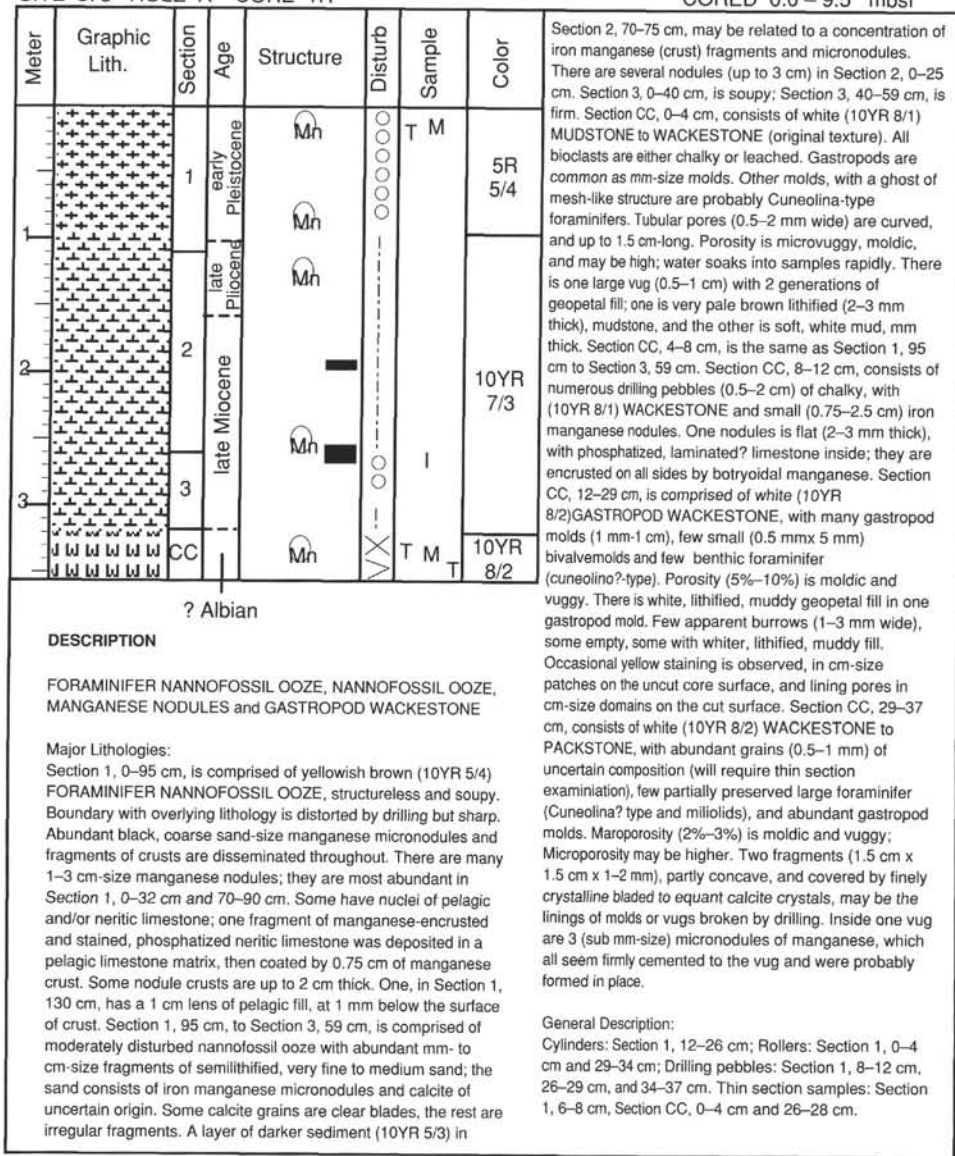 Meter
Graphic
Lith.
Section
Age
Structure
Disturb
Sample
Color
1
2
3
1
2
3
CC
early
Pleistocene
late
Pliocene
late Miocene
? Albian
Mn
Mn
Mn
Mn
Mn
T M
I
T M
T
5R
5/4
10YR
7/3
10YR
8/2
DESCRIPTION
FORAMINIFER NANNOFOSSIL OOZE, NANNOFOSSIL OOZE,
MANGANESE NODULES and GASTROPOD WACKESTONE
Major Lithologies:
Section 1, 0–95 cm, is comprised of yellowish brown (10YR 5/4)
FORAMINIFER NANNOFOSSIL OOZE, structureless and soupy.
Boundary with overlying lithology is distorted by drilling but sharp.
Abundant black, coarse sand-size manganese micronodules and
fragments of crusts are disseminated throughout. There are many
1–3 cm-size manganese nodules; they are most abundant in
Section 1, 0–32 cm and 70–90 cm. Some have nuclei of pelagic
and/or neritic limestone; one fragment of manganese-encrusted
and stained, phosphatized neritic limestone was deposited in a
pelagic limestone matrix, then coated by 0.75 cm of manganese
crust. Some nodule crusts are up to 2 cm thick. One, in Section 1,
130 cm, has a 1 cm lens of pelagic fill, at 1 mm below the surface
of crust. Section 1, 95 cm, to Section 3, 59 cm, is comprised of
moderately disturbed nannofossil ooze with abundant mm- to
cm-size fragments of semilithified, very fine to medium sand; the
sand consists of iron manganese micronodules and calcite of
uncertain origin. Some calcite grains are clear blades, the rest are
irregular fragments. A layer of darker sediment (10YR 5/3) in
Section 2, 70–75 cm, may be related to a concentration of
iron manganese (crust) fragments and micronodules.
There are several nodules (up to 3 cm) in Section 2, 0–25
cm. Section 3, 0–40 cm, is soupy; Section 3, 40–59 cm, is
firm. Section CC, 0–4 cm, consists of white (10YR 8/1)
MUDSTONE to WACKESTONE (original texture). All
bioclasts are either chalky or leached. Gastropods are
common as mm-size molds. Other molds, with a ghost of
mesh-like structure are probably Cuneolina-type
foraminifers. Tubular pores (0.5–2 mm wide) are curved,
and up to 1.5 cm-long. Porosity is microvuggy, moldic,
and may be high; water soaks into samples rapidly. There
is one large vug (0.5–1 cm) with 2 generations of
geopetal fill; one is very pale brown lithified (2–3 mm
thick), mudstone, and the other is soft, white mud, mm
thick. Section CC, 4–8 cm, is the same as Section 1, 95
cm to Section 3, 59 cm. Section CC, 8–12 cm, consists of
numerous drilling pebbles (0.5–2 cm) of chalky, with
(10YR 8/1) WACKESTONE and small (0.75–2.5 cm) iron
manganese nodules. One nodules is flat (2–3 mm thick),
with phosphatized, laminated? limestone inside; they are
encrusted on all sides by botryoidal manganese. Section
CC, 12–29 cm, is comprised of white (10YR
8/2)GASTROPOD WACKESTONE, with many gastropod
molds (1 mm-1 cm), few small (0.5 mmx 5 mm)
bivalvemolds and few benthic foraminifer
(cuneolino?-type). Porosity (5%–10%) is moldic and
vuggy. There is white, lithified, muddy geopetal fill in one
gastropod mold. Few apparent burrows (1–3 mm wide),
some empty, some with whiter, lithified, muddy fill.
Occasional yellow staining is observed, in cm-size
patches on the uncut core surface, and lining pores in
cm-size domains on the cut surface. Section CC, 29–37
cm, consists of white (10YR 8/2) WACKESTONE to
PACKSTONE, with abundant grains (0.5–1 mm) of
uncertain composition (will require thin section
examiniation), few partially preserved large foraminifer
(Cuneolina? type and miliolids), and abundant gastropod
molds. Maroporosity (2%–3%) is moldic and vuggy;
Microporosity may be higher. Two fragments (1.5 cm x
1.5 cm x 1–2 mm), partly concave, and covered by finely
crystalline bladed to equant calcite crystals, may be the
linings of molds or vugs broken by drilling. Inside one vug
are 3 (sub mm-size) micronodules of manganese, which
all seem firmly cemented to the vug and were probably
formed in place.
General Description:
Cylinders: Section 1, 12–26 cm; Rollers: Section 1, 0–4
cm and 29–34 cm; Drilling pebbles: Section 1, 8–12 cm,
26–29 cm, and 34–37 cm. Thin section samples: Section
1, 6–8 cm, Section CC, 0–4 cm and 26–28 cm.